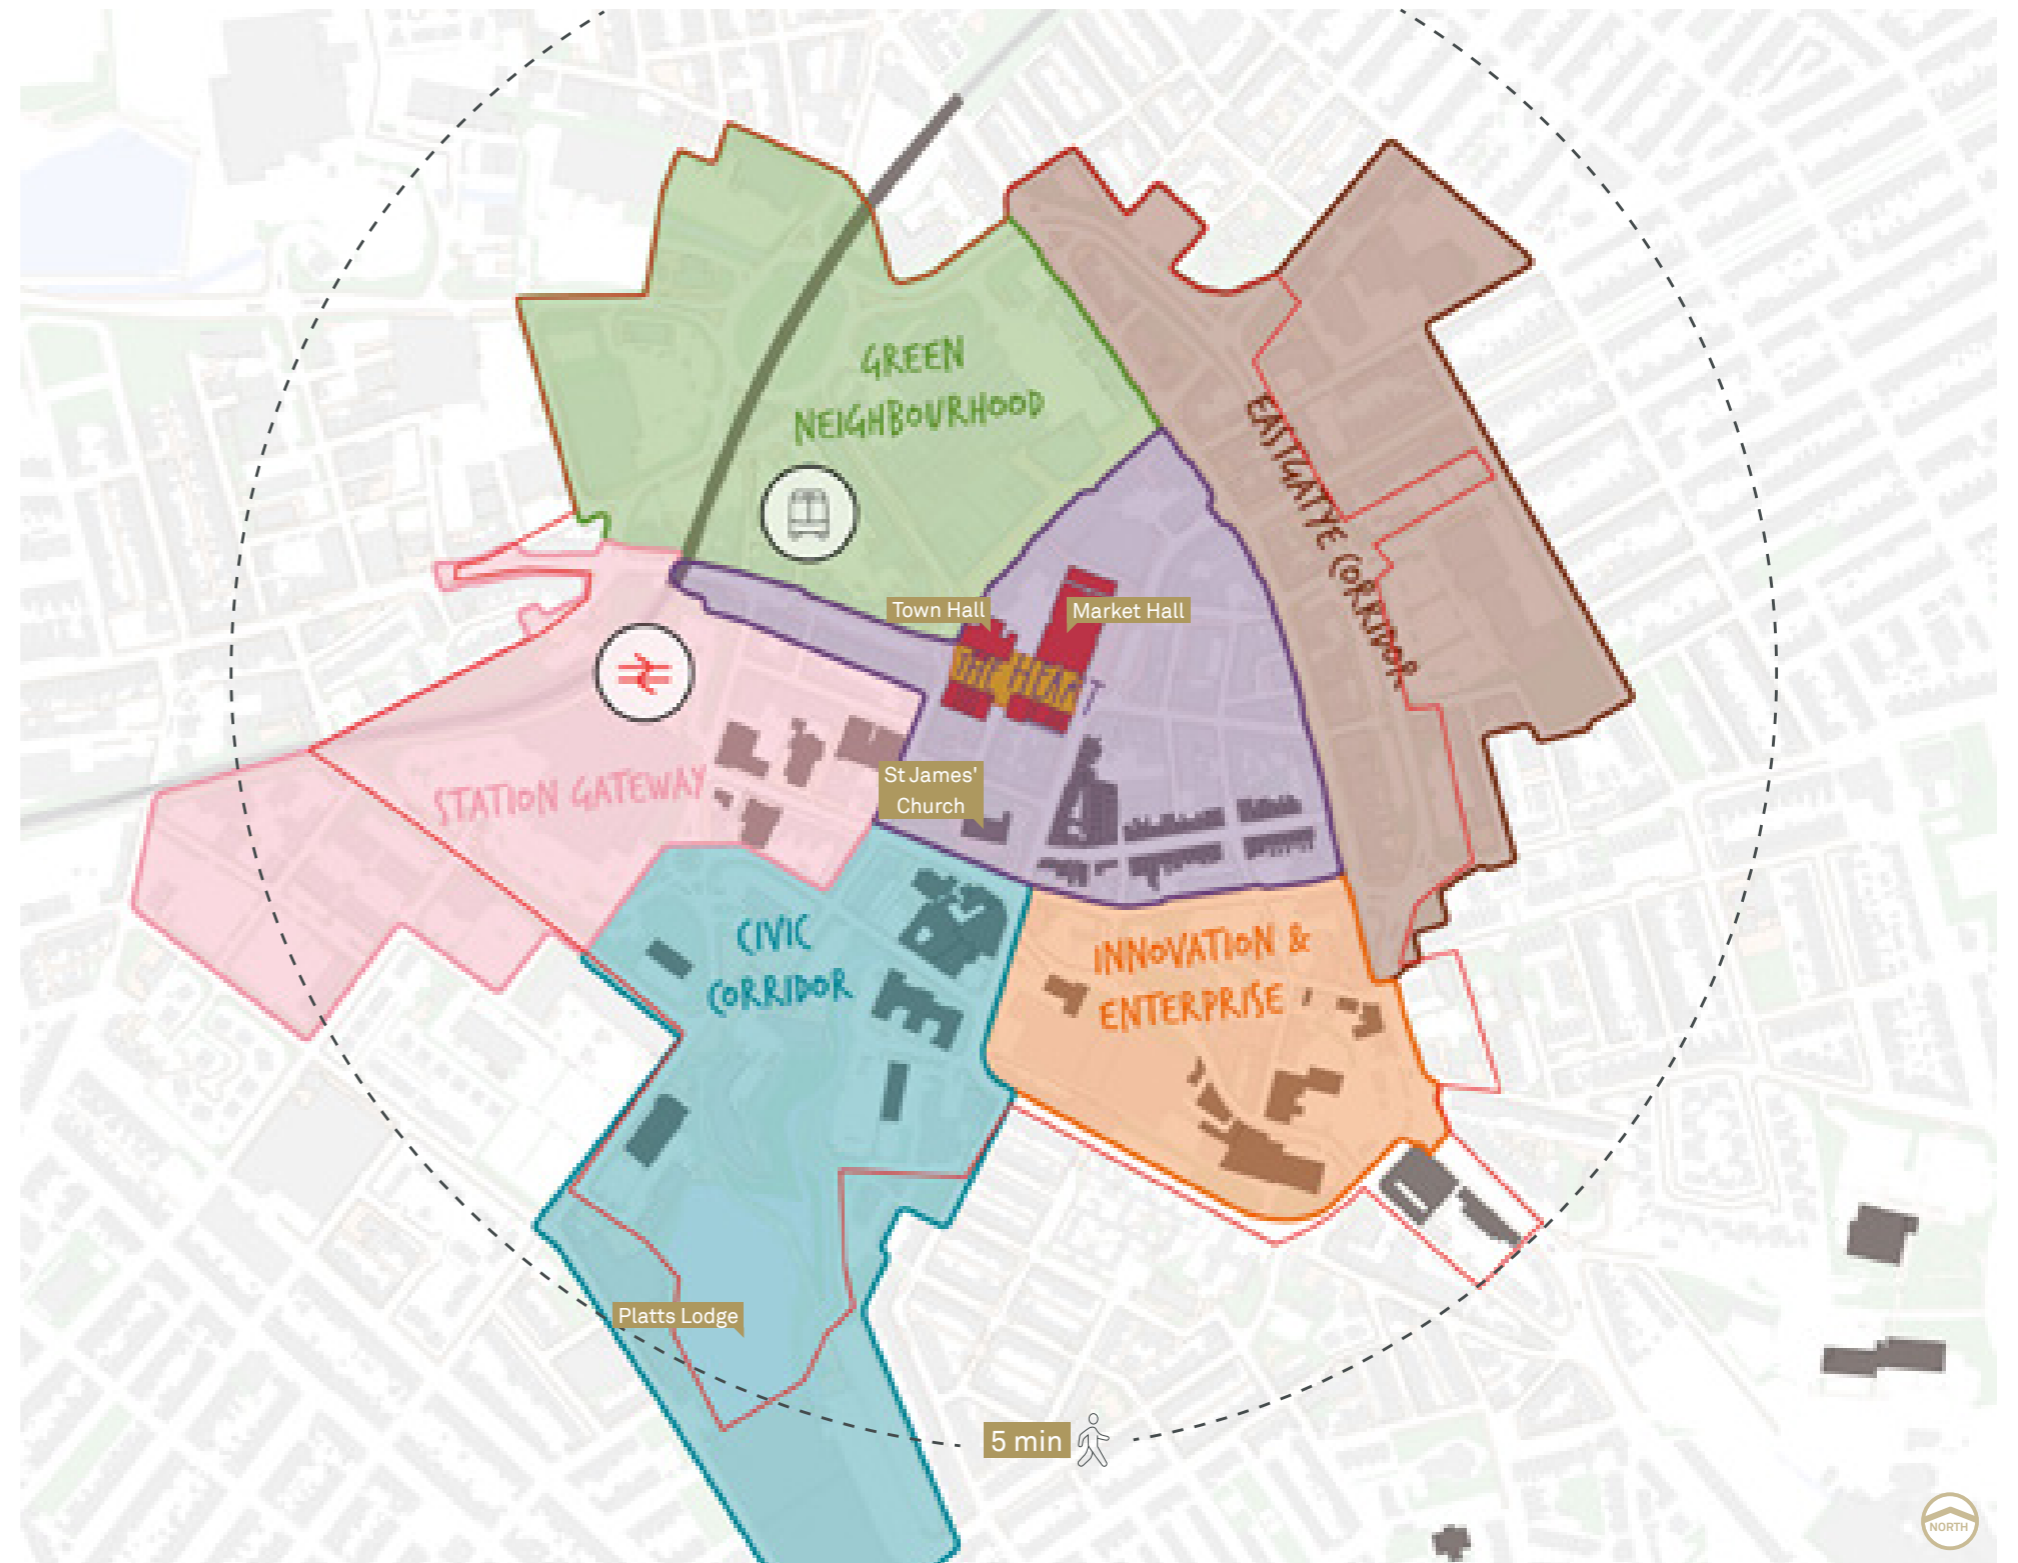 GREEN
NEIGHBOURHOOD
EASTGATYE CORRIDOR
Town Hall
Market Hall
STATION GATEWAY
St James'
Church
CIVIC
CORRIDOR
INNOVATION &
ENTERPRISE
Platts Lodge
5 min
NORTH